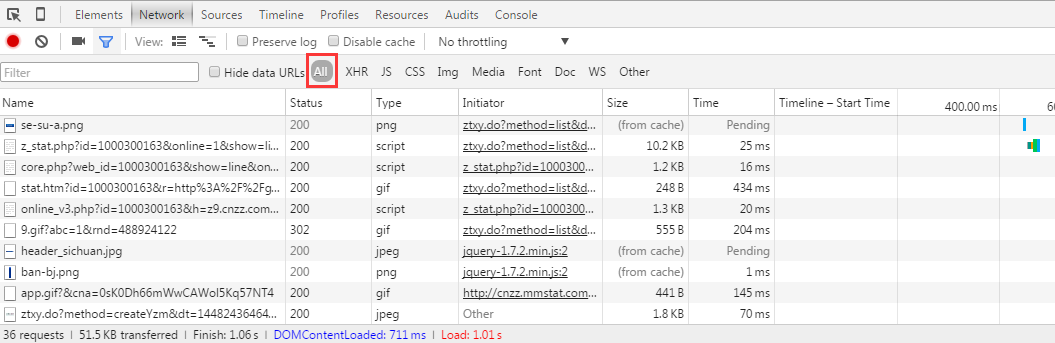 Elements Network Sources Timeline Profiles Resources Audits Console
View: Preserve log Disable cache No throttling
Filter Hide data URLs All XHR JS CSS Img Media Font Doc WS Other
Name Status Type Initiator Size Time Timeline – Start Time 400.00 ms 60
se-su-a.png 200 png ztxy.do?method=list&d... (from cache) Pending
z_stat.php?id=1000300163&online=1&show=li... 200 script ztxy.do?method=list&d... 10.2 KB 25 ms
core.php?web_id=1000300163&show=line&on... 200 script z_stat.php?id=1000300... 1.2 KB 16 ms
stat.htm?id=1000300163&r=http%3A%2F%2Fg... 200 gif ztxy.do?method=list&d... 248 B 434 ms
online_v3.php?id=1000300163&h=z9.cnzz.com... 200 script z_stat.php?id=1000300... 1.3 KB 20 ms
9.gif?abc=1&rnd=488924122 302 gif ztxy.do?method=list&d... 555 B 204 ms
header_sichuan.jpg 200 jpeg jquery-1.7.2.min.js:2 (from cache) Pending
ban-bj.png 200 png jquery-1.7.2.min.js:2 (from cache) 1 ms
app.gif?&cna=0sK0Dh66mWwCAWoI5Kq57NT4 200 gif http://cnzz.mmstat.com... 441 B 145 ms
ztxy.do?method=createYzm&dt=14482436464... 200 jpeg Other 1.8 KB 70 ms
36 requests | 51.5 KB transferred | Finish: 1.06 s | DOMContentLoaded: 711 ms | Load: 1.01 s